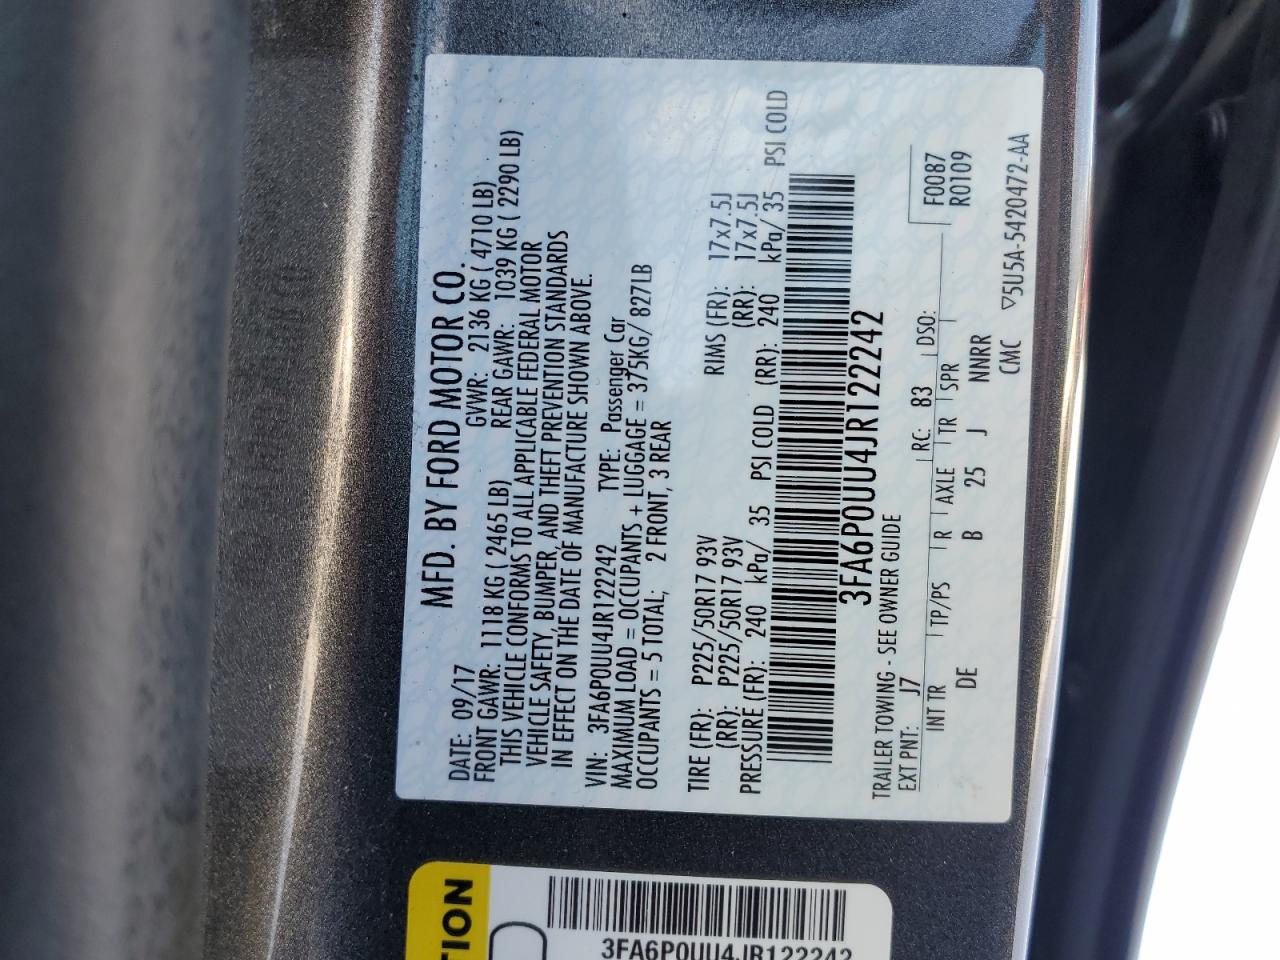 MFD. BY FORD MOTOR CO.
DATE: 09/17 GVWR: 2136 KG ( 4710 LB)
FRONT GAWR: 1118 KG (2465 LB) REAR GAWR: 1039 KG ( 2290 LB)
THIS VEHICLE CONFORMS TO ALL APPLICABLE FEDERAL MOTOR
VEHICLE SAFETY, BUMPER, AND THEFT PREVENTION STANDARDS
IN EFFECT ON THE DATE OF MANUFACTURE SHOWN ABOVE.
VIN: 3FA6P0UU4JR122242 TYPE: Passenger Car
MAXIMUM LOAD = OCCUPANTS + LUGGAGE = 375KG/ 827LB
OCCUPANTS = 5 TOTAL; 2 FRONT, 3 REAR
TIRE (FR): P225/50R17 93V RIMS (FR): 17x7.5J
(RR): P225/50R17 93V (RR): 17x7.5J
PRESSURE (FR): 240 kPa/ 35 PSI COLD (RR): 240 kPa/ 35 PSI COLD
3FA6P0UU4JR122242
TRAILER TOWING - SEE OWNER GUIDE
EXT PNT: J7 RC: 83 DSO: F0087
INT TR TP/PS R AXLE TR SPR R0109
DE B 25 J NNRR
CMC ▽5U5A-5420472-AA
TION
3FA6P0UU4JR122242